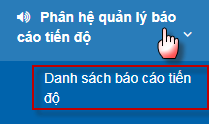 Phân hệ quản lý báo
cáo tiến độ
Danh sách báo cáo tiến
độ